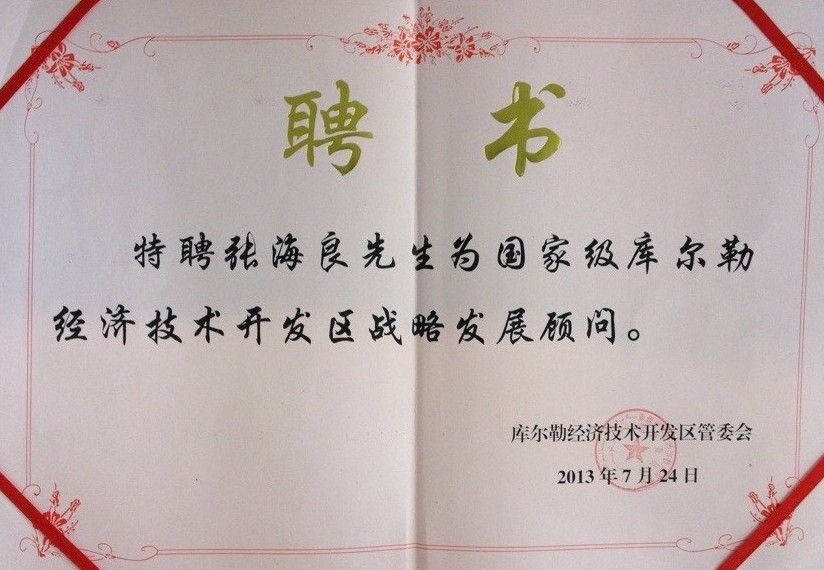 聘书
特聘张海良先生为国家级库尔勒
经济技术开发区战略发展顾问。
库尔勒经济技术开发区管委会
2013年7月24日